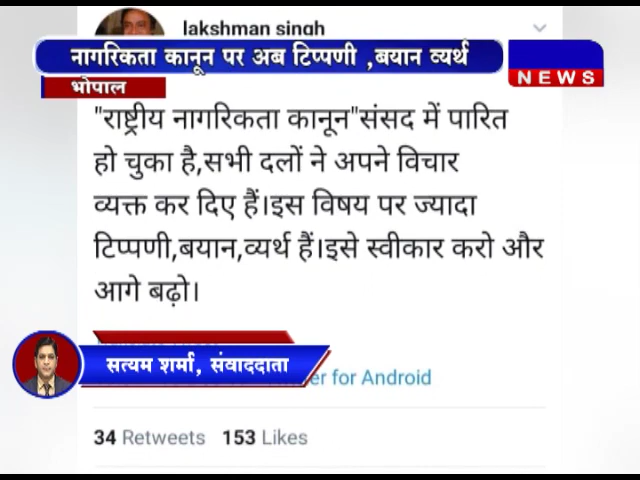 lakshman singh
नागरिकता कानून पर अब टिप्पणी ,बयान व्यर्थ
NEWS
भोपाल
"राष्ट्रीय नागरिकता कानून"संसद में पारित
हो चुका है,सभी दलों ने अपने विचार
व्यक्त कर दिए हैं।इस विषय पर ज्यादा
टिप्पणी,बयान,व्यर्थ हैं।इसे स्वीकार करो और
आगे बढ़ो।
सत्यम शर्मा, संवाददाता
for Android
34 Retweets 153 Likes